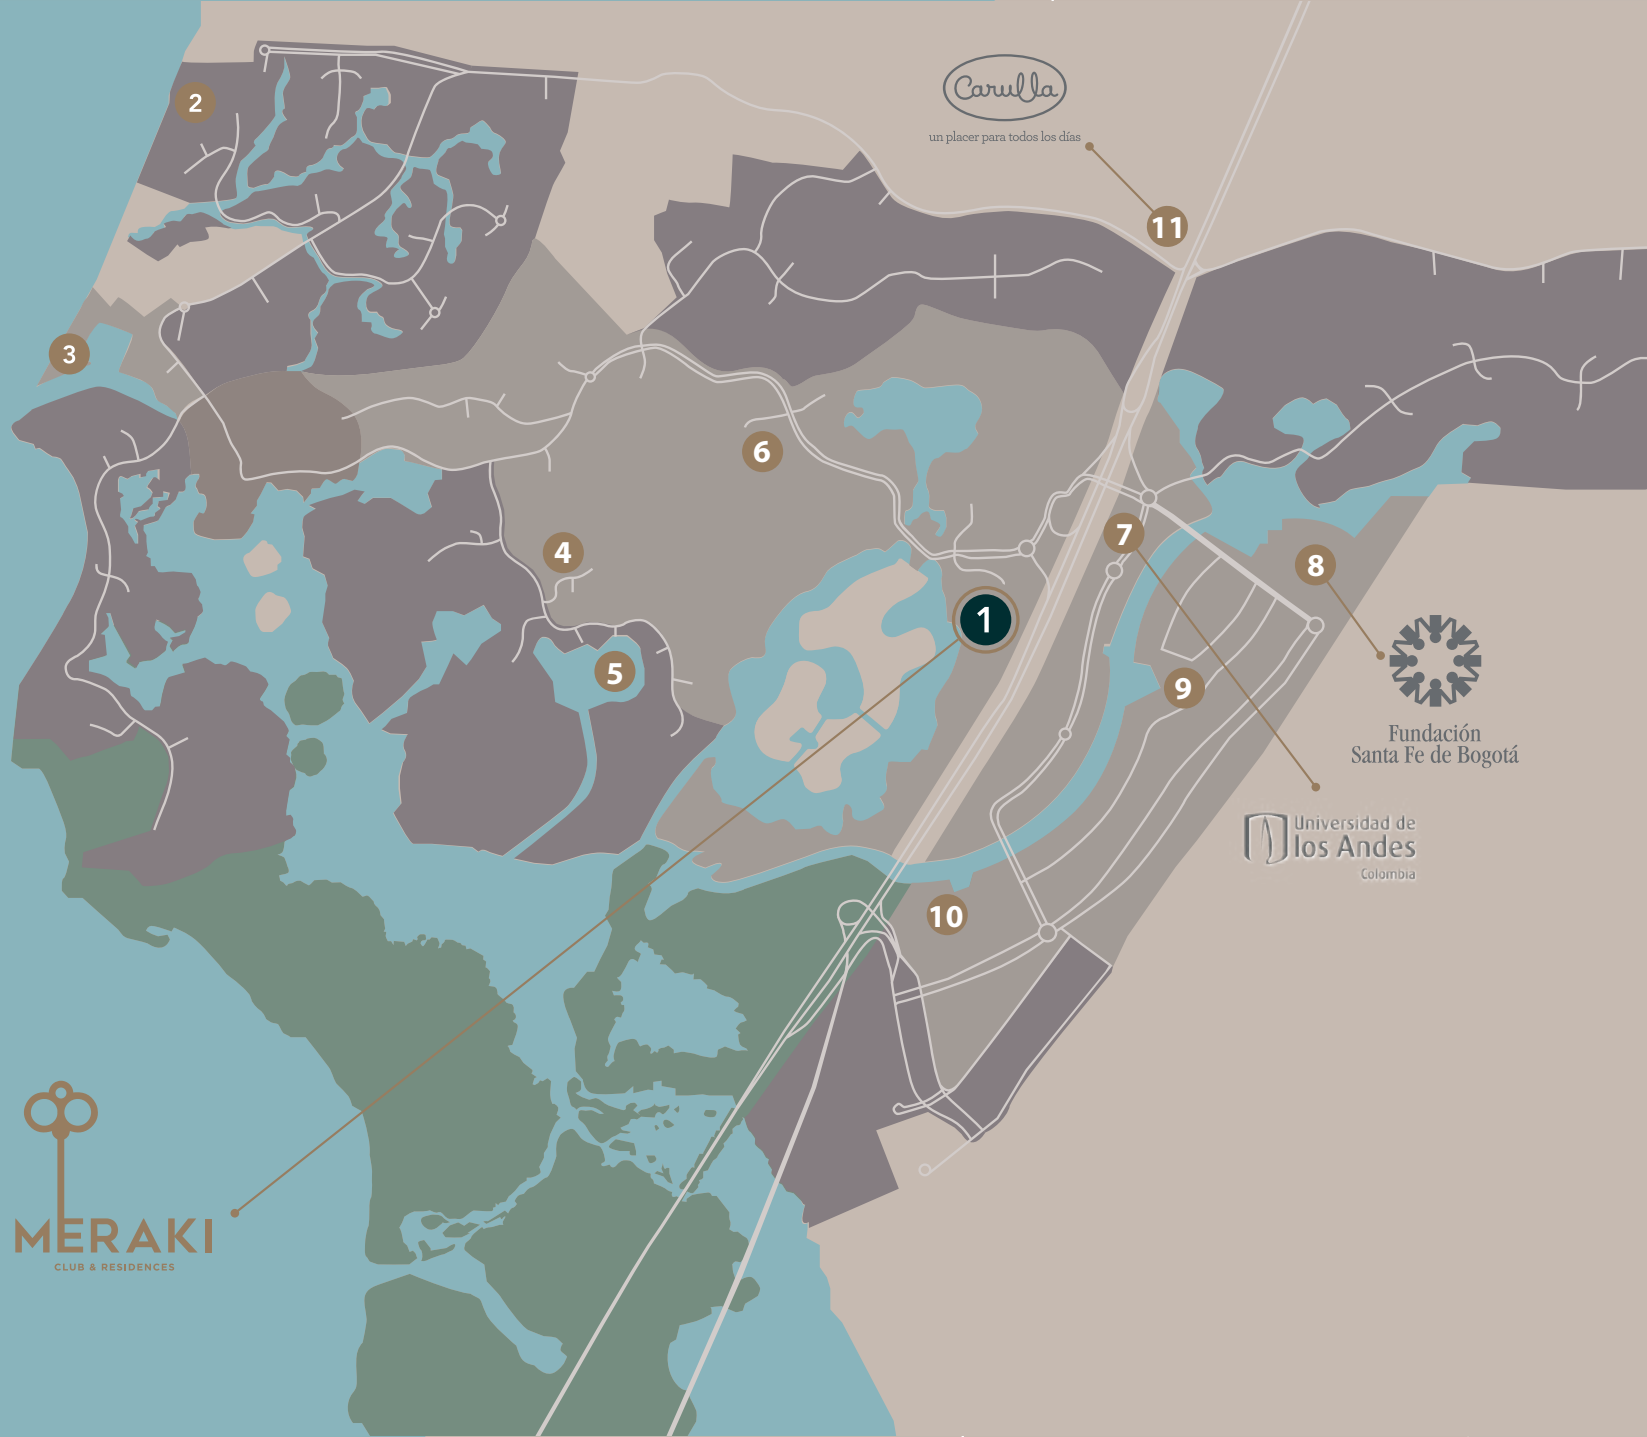 Carulla
un placer para todos los días
2
11
3
6
7
4
8
1
5
9
Fundación
Santa Fe de Bogotá
Universidad de
los Andes
Colombia
10
MERAKI
CLUB & RESIDENCES